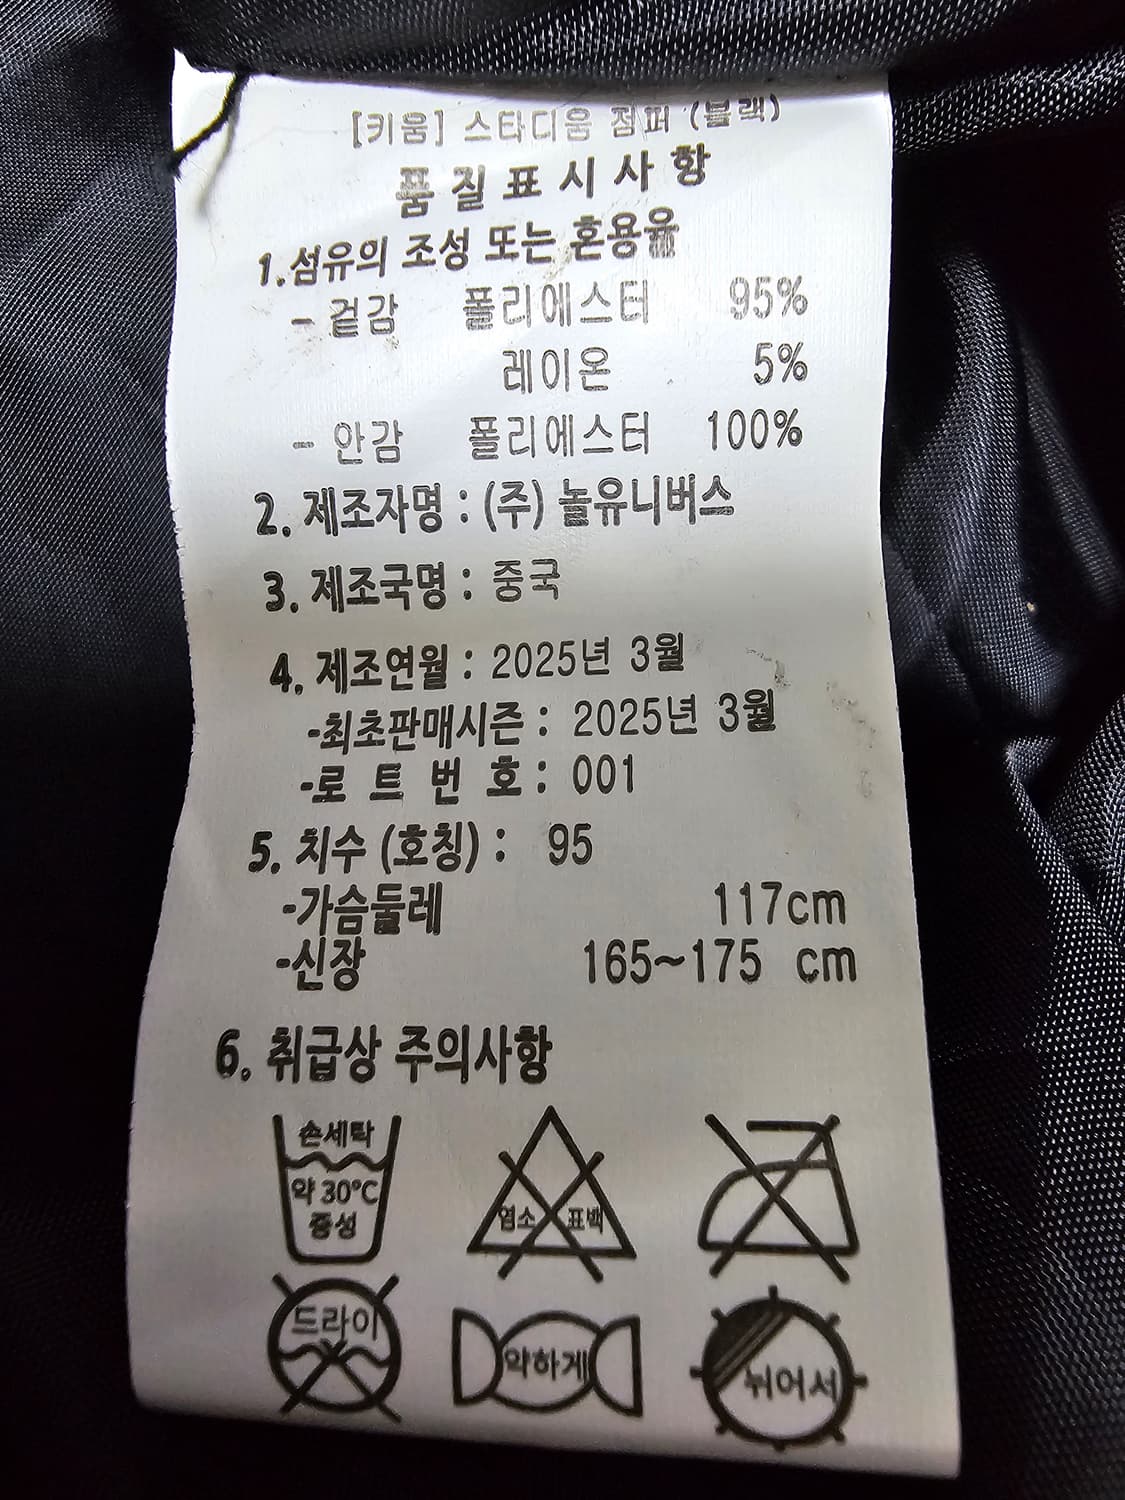 [키움] 스타디움 점퍼 (블랙)
품 질 표 시 사 항
1.섬유의 조성 또는 혼용율
- 겉감 폴리에스터 95%
레이온 5%
- 안감 폴리에스터 100%
2. 제조자명 : (주) 놀유니버스
3. 제조국명 : 중국
4. 제조연월 : 2025년 3월
-최초판매시즌 : 2025년 3월
-로 트 번 호 : 001
5. 치수 (호칭) : 95
-가슴둘레 117cm
-신장 165~175 cm
6. 취급상 주의사항
손세탁
약 30℃
중성
염소 표백
드라이
약하게
뉘어서